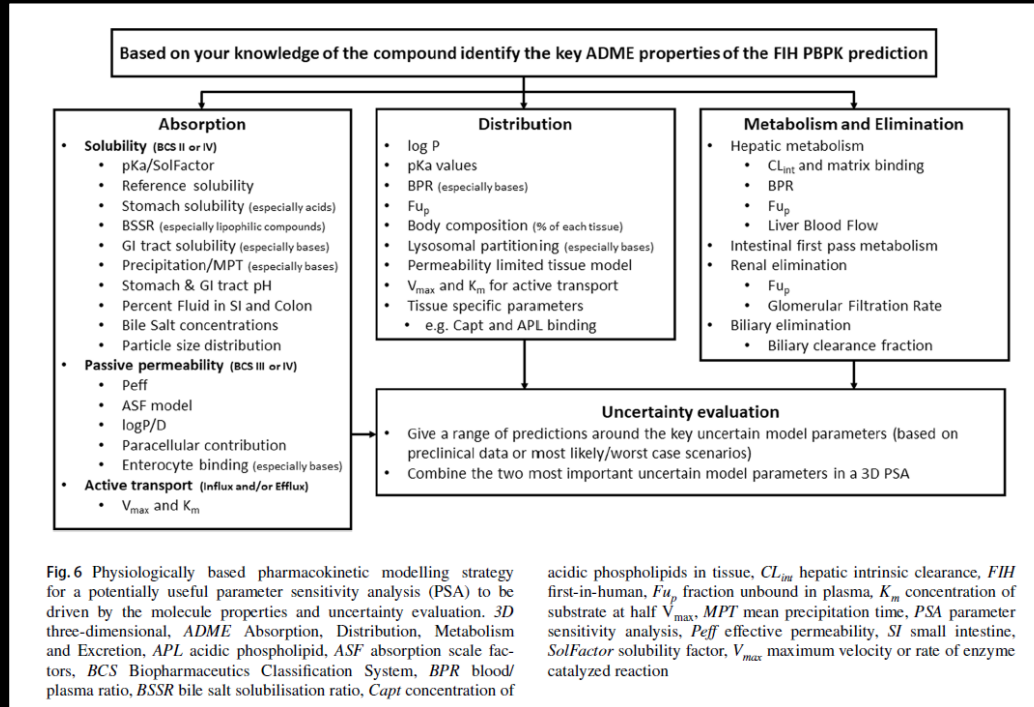 Based on your knowledge of the compound identify the key ADME properties of the FIH PBPK prediction
Absorption
• Solubility (BCS II or IV)
• pKa/SolFactor
• Reference solubility
• Stomach solubility (especially acids)
• BSSR (especially lipophilic compounds)
• GI tract solubility (especially bases)
• Precipitation/MPT (especially bases)
• Stomach & GI tract pH
• Percent Fluid in SI and Colon
• Bile Salt concentrations
• Particle size distribution
• Passive permeability (BCS III or IV)
• Peff
• ASF model
• logP/D
• Paracellular contribution
• Enterocyte binding (especially bases)
• Active transport (Influx and/or Efflux)
• Vmax and Km
Distribution
• log P
• pKa values
• BPR (especially bases)
• Fup
• Body composition (% of each tissue)
• Lysosomal partitioning (especially bases)
• Permeability limited tissue model
• Vmax and Km for active transport
• Tissue specific parameters
• e.g. Capt and APL binding
Metabolism and Elimination
• Hepatic metabolism
• CLint and matrix binding
• BPR
• Fup
• Liver Blood Flow
• Intestinal first pass metabolism
• Renal elimination
• Fup
• Glomerular Filtration Rate
• Biliary elimination
• Biliary clearance fraction
Uncertainty evaluation
• Give a range of predictions around the key uncertain model parameters (based on
preclinical data or most likely/worst case scenarios)
• Combine the two most important uncertain model parameters in a 3D PSA
Fig. 6 Physiologically based pharmacokinetic modelling strategy
for a potentially useful parameter sensitivity analysis (PSA) to be
driven by the molecule properties and uncertainty evaluation. 3D
three-dimensional, ADME Absorption, Distribution, Metabolism
and Excretion, APL acidic phospholipid, ASF absorption scale fac-
tors, BCS Biopharmaceutics Classification System, BPR blood/
plasma ratio, BSSR bile salt solubilisation ratio, Capt concentration of
acidic phospholipids in tissue, CLint hepatic intrinsic clearance, FIH
first-in-human, Fup fraction unbound in plasma, Km concentration of
substrate at half Vmax, MPT mean precipitation time, PSA parameter
sensitivity analysis, Peff effective permeability, SI small intestine,
SolFactor solubility factor, Vmax maximum velocity or rate of enzyme
catalyzed reaction